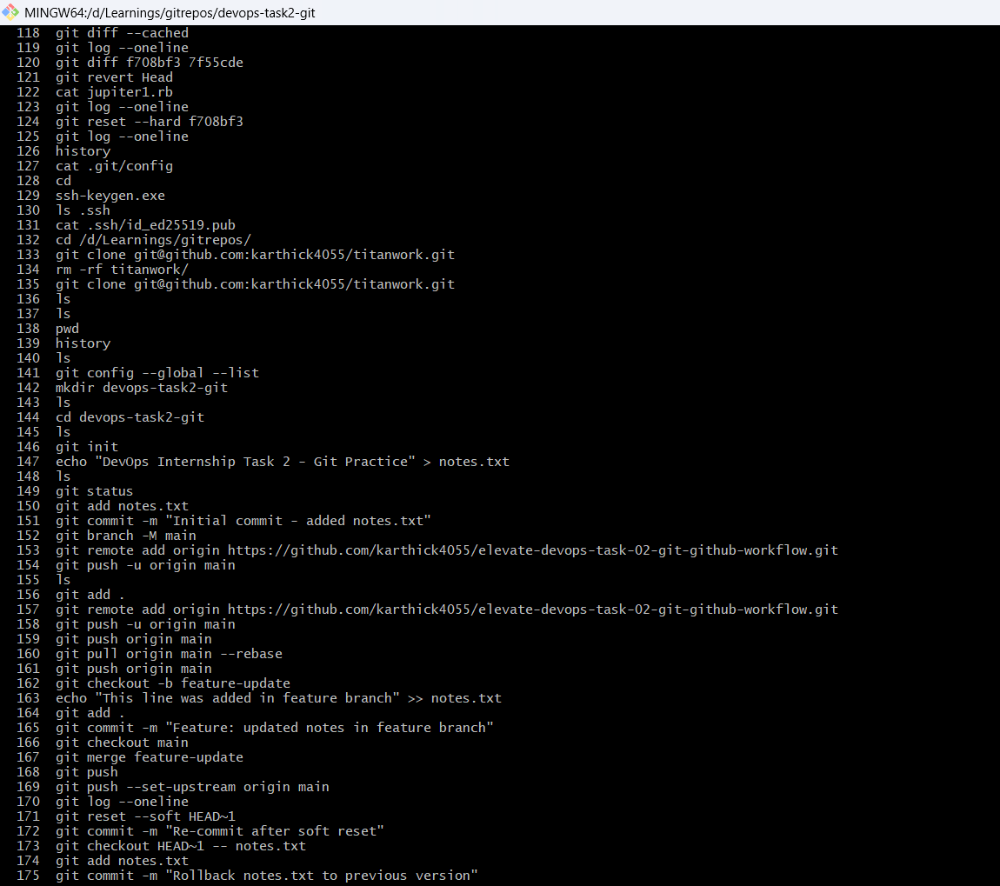 MINGW64:/d/Learnings/gitrepos/devops-task2-git
118 git diff --cached
119 git log --oneline
120 git diff f708bf3 7f55cde
121 git revert Head
122 cat jupiter1.rb
123 git log --oneline
124 git reset --hard f708bf3
125 git log --oneline
126 history
127 cat .git/config
128 cd
129 ssh-keygen.exe
130 ls .ssh
131 cat .ssh/id_ed25519.pub
132 cd /d/Learnings/gitrepos/
133 git clone git@github.com:karthick4055/titanwork.git
134 rm -rf titanwork/
135 git clone git@github.com:karthick4055/titanwork.git
136 ls
137 ls
138 pwd
139 history
140 ls
141 git config --global --list
142 mkdir devops-task2-git
143 ls
144 cd devops-task2-git
145 ls
146 git init
147 echo "DevOps Internship Task 2 - Git Practice" > notes.txt
148 ls
149 git status
150 git add notes.txt
151 git commit -m "Initial commit - added notes.txt"
152 git branch -M main
153 git remote add origin https://github.com/karthick4055/elevate-devops-task-02-git-github-workflow.git
154 git push -u origin main
155 ls
156 git add .
157 git remote add origin https://github.com/karthick4055/elevate-devops-task-02-git-github-workflow.git
158 git push -u origin main
159 git push origin main
160 git pull origin main --rebase
161 git push origin main
162 git checkout -b feature-update
163 echo "This line was added in feature branch" >> notes.txt
164 git add .
165 git commit -m "Feature: updated notes in feature branch"
166 git checkout main
167 git merge feature-update
168 git push
169 git push --set-upstream origin main
170 git log --oneline
171 git reset --soft HEAD~1
172 git commit -m "Re-commit after soft reset"
173 git checkout HEAD~1 -- notes.txt
174 git add notes.txt
175 git commit -m "Rollback notes.txt to previous version"